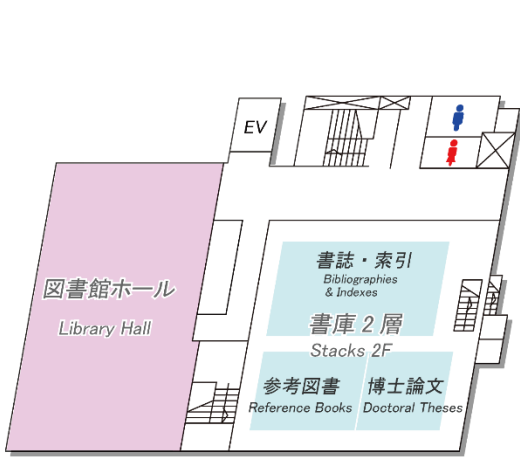 EV
図書館ホール
Library Hall
書誌・索引
Bibliographies
& Indexes
書庫２層
Stacks 2F
参考図書
Reference Books
博士論文
Doctoral Theses